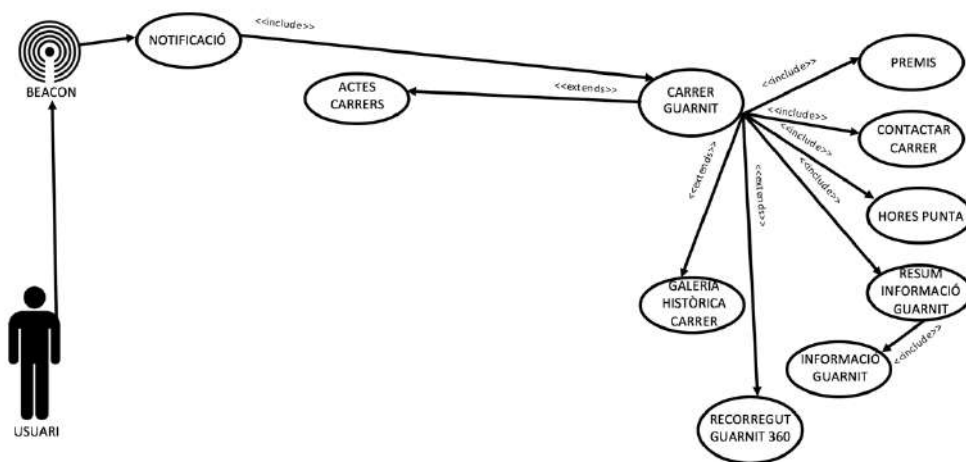 BEACON
NOTIFICACIÓ
<<include>>
ACTES
CARRERS
<<extends>>
CARRER
GUARNIT
<<include>>
PREMIS
<<include>>
CONTACTAR
CARRER
<<include>>
HORES PUNTA
<<include>>
RESUM
INFORMACIÓ
GUARNIT
<<include>>
INFORMACIÓ
GUARNIT
<<extends>>
GALERIA
HISTÒRICA
CARRER
<<extends>>
RECORREGUT
GUARNIT 360
USUARI